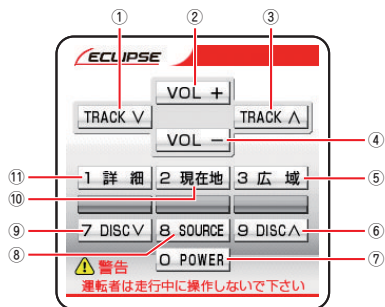 ① ② ③
ECLIPSE
VOL +
TRACK ∨ TRACK ∧
VOL − ④
⑪ 1 詳 細 2 現在地 3 広 域 ⑤
⑩
⑨ 7 DISC∨ 8 SOURCE 9 DISC∧ ⑥
⑧ 0 POWER ⑦
警告
運転者は走行中に操作しないで下さい